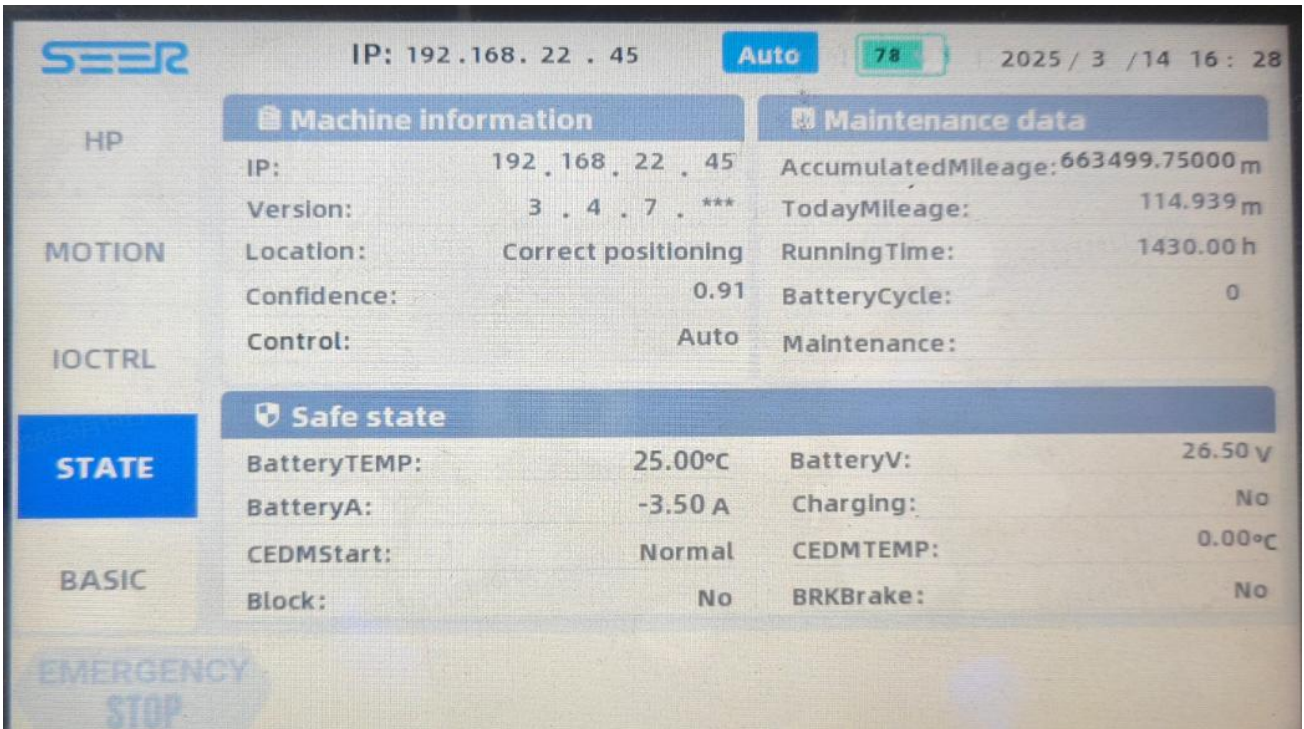 SEER IP: 192.168. 22 . 45 Auto 78 2025 / 3 / 14 16 : 28
HP
MOTION
IOCTRL
STATE
BASIC
EMERGENCY
STOP
Machine information
IP: 192 . 168 . 22 . 45
Version: 3 . 4 . 7 . ***
Location: Correct positioning
Confidence: 0.91
Control: Auto
Maintenance data
AccumulatedMileage: 663499.75000 m
TodayMileage: 114.939 m
RunningTime: 1430.00 h
BatteryCycle: 0
Maintenance:
Safe state
BatteryTEMP: 25.00°C BatteryV: 26.50 V
BatteryA: -3.50 A Charging: No
CEDMStart: Normal CEDMTEMP: 0.00°C
Block: No BRKBrake: No